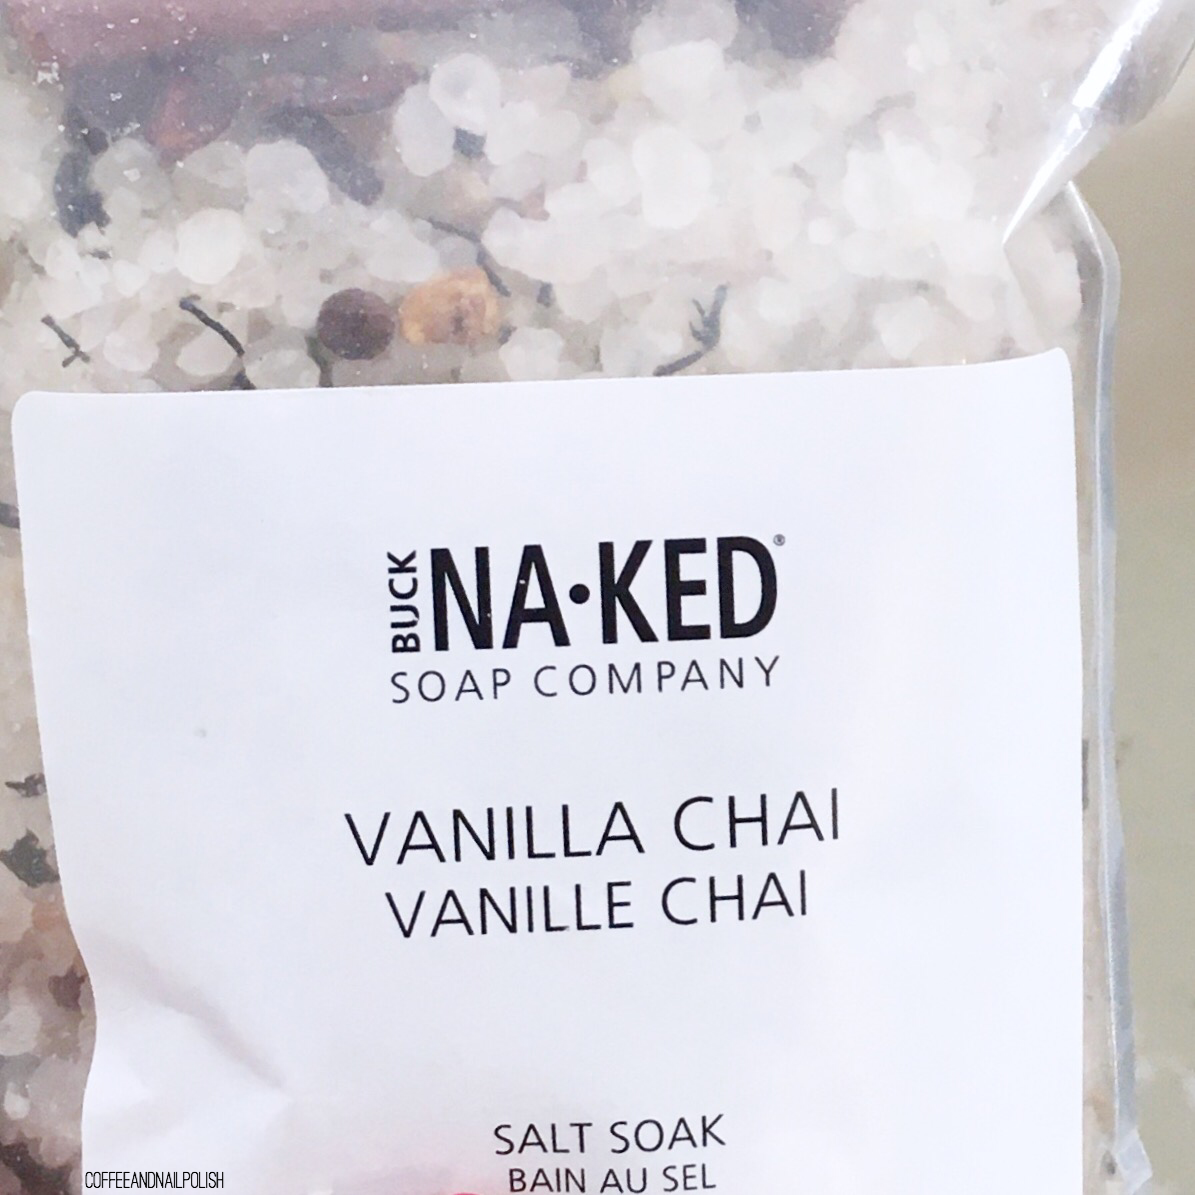 BUCK
NA•KED®
SOAP COMPANY
VANILLA CHAI
VANILLE CHAI
SALT SOAK
BAIN AU SEL
COFFEEANDNAILPOLISH